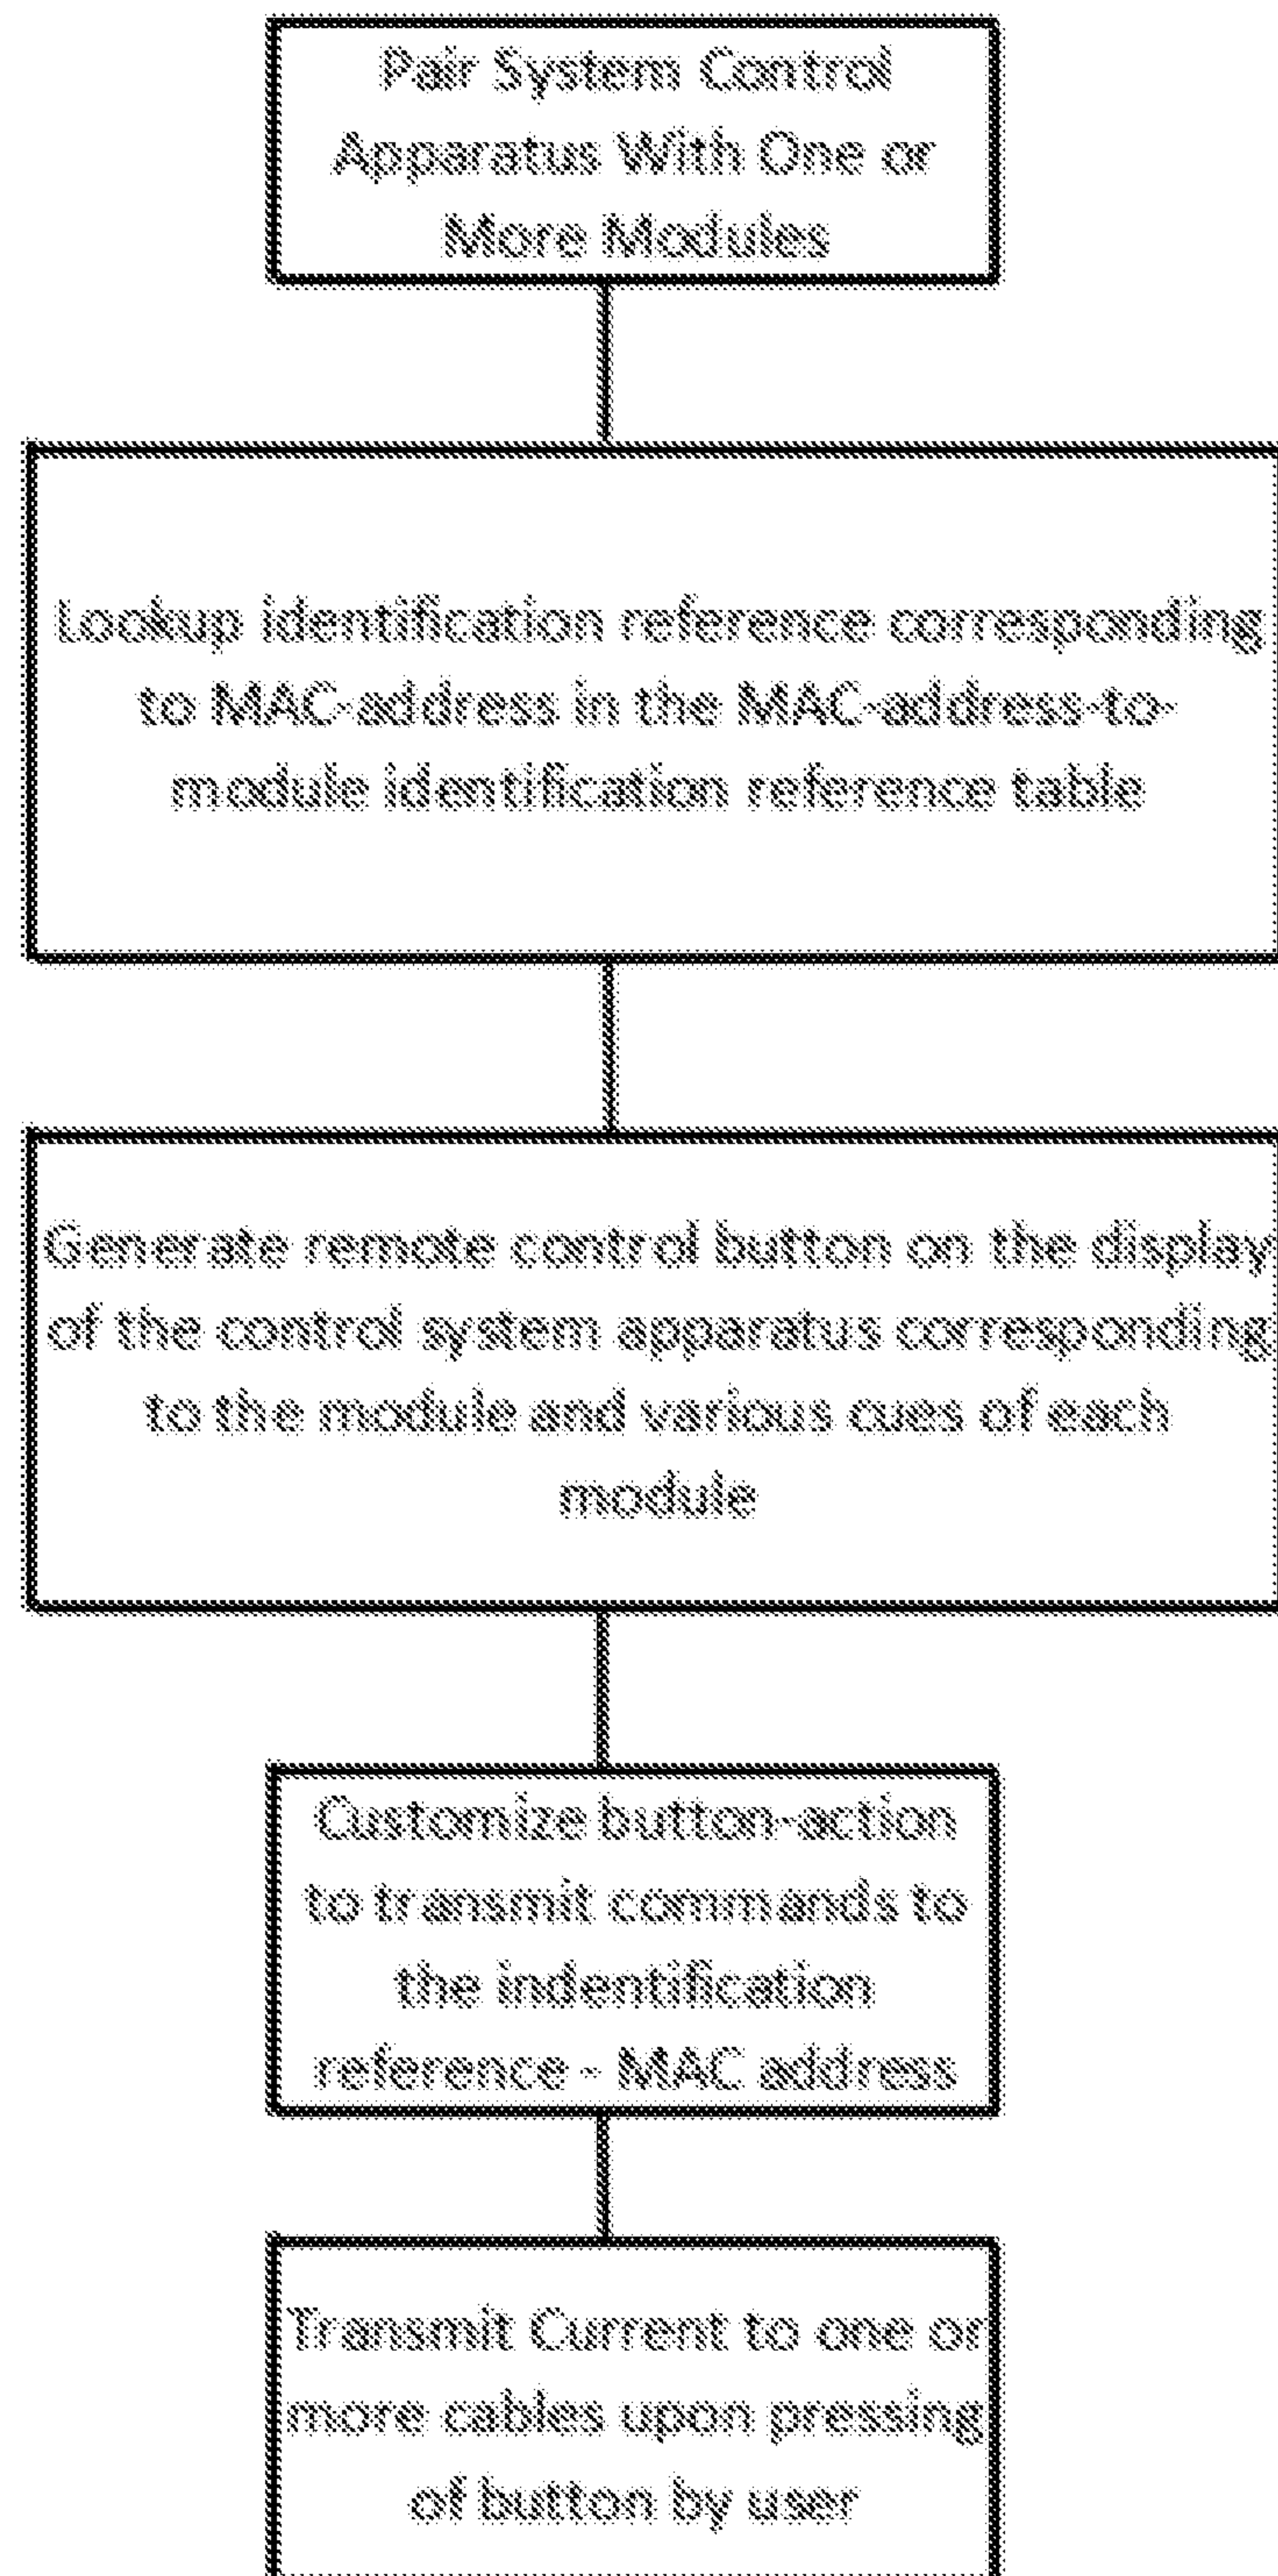 Pair System Control
Apparatus With One or
More Modules
Lookup identification reference corresponding
to MAC-address in the MAC-address-to-
module identification reference table
Generate remote control button on the display
of the control system apparatus corresponding
to the module and various cues of each
module
Customize button-action
to transmit commands to
the indentification
reference - MAC address
Transmit Current to one or
more cables upon pressing
of button by user